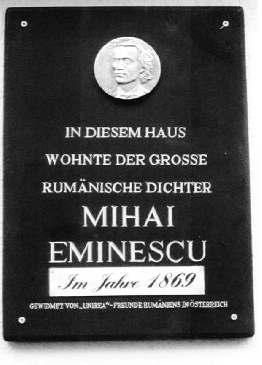 IN DIESEM HAUS
WOHNTE DER GROSSE
RUMÄNISCHE DICHTER
MIHAI
EMINESCU
Im Jahre 1869
GEWIDMET VON „UNIREA“-FREUNDE RUMÄNIENS IN ÖSTERREICH